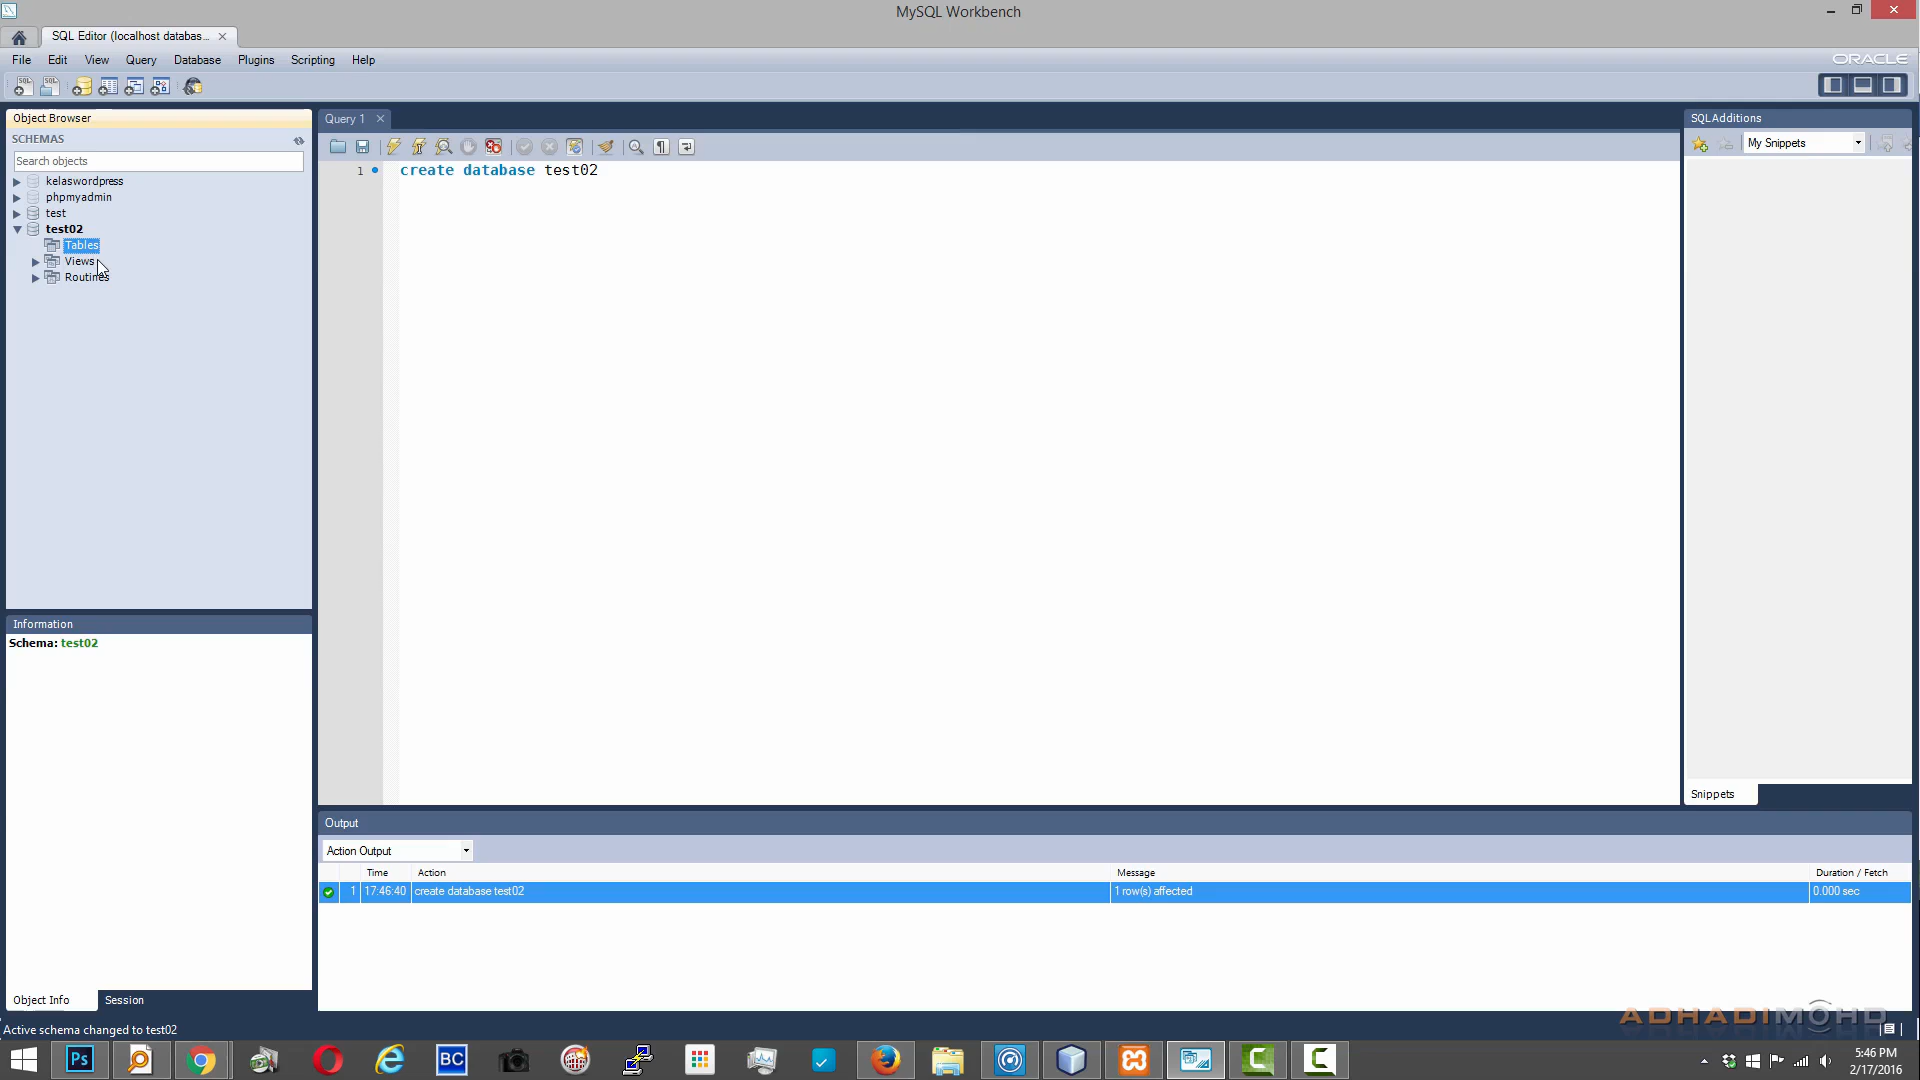 MySQL Workbench
SQL Editor (localhost databas...
File Edit View Query Database Plugins Scripting Help
ORACLE
Object Browser
SCHEMAS
Search objects
kelaswordpress
phpmyadmin
test
test02
Tables
Views
Routines
Information
Schema: test02
Object Info Session
Active schema changed to test02
Query 1
1 create database test02
SQLAdditions
My Snippets
Snippets
Output
Action Output
Time Action Message Duration / Fetch
1 17:46:40 create database test02 1 row(s) affected 0.000 sec
ADHADIMOHD
Ps
BC
5:46 PM
2/17/2016